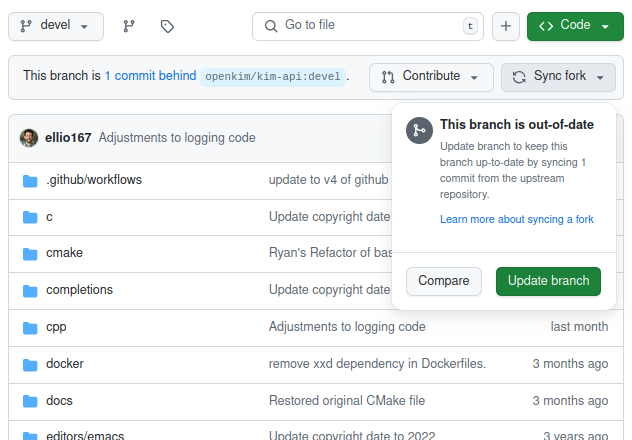 devel
Go to file
t
Code
This branch is 1 commit behind openkim/kim-api:devel.
Contribute
Sync fork
This branch is out-of-date
Update branch to keep this
branch up-to-date by syncing 1
commit from the upstream
repository.
Learn more about syncing a fork
Compare
Update branch
ellio167 Adjustments to logging code
.github/workflows update to v4 of github
c Update copyright date
cmake Ryan's Refactor of bas
completions Update copyright date
cpp Adjustments to logging code last month
docker remove xxd dependency in Dockerfiles. 3 months ago
docs Restored original CMake file 3 months ago
editors/emacs Update copyright date to 2022 3 years ago